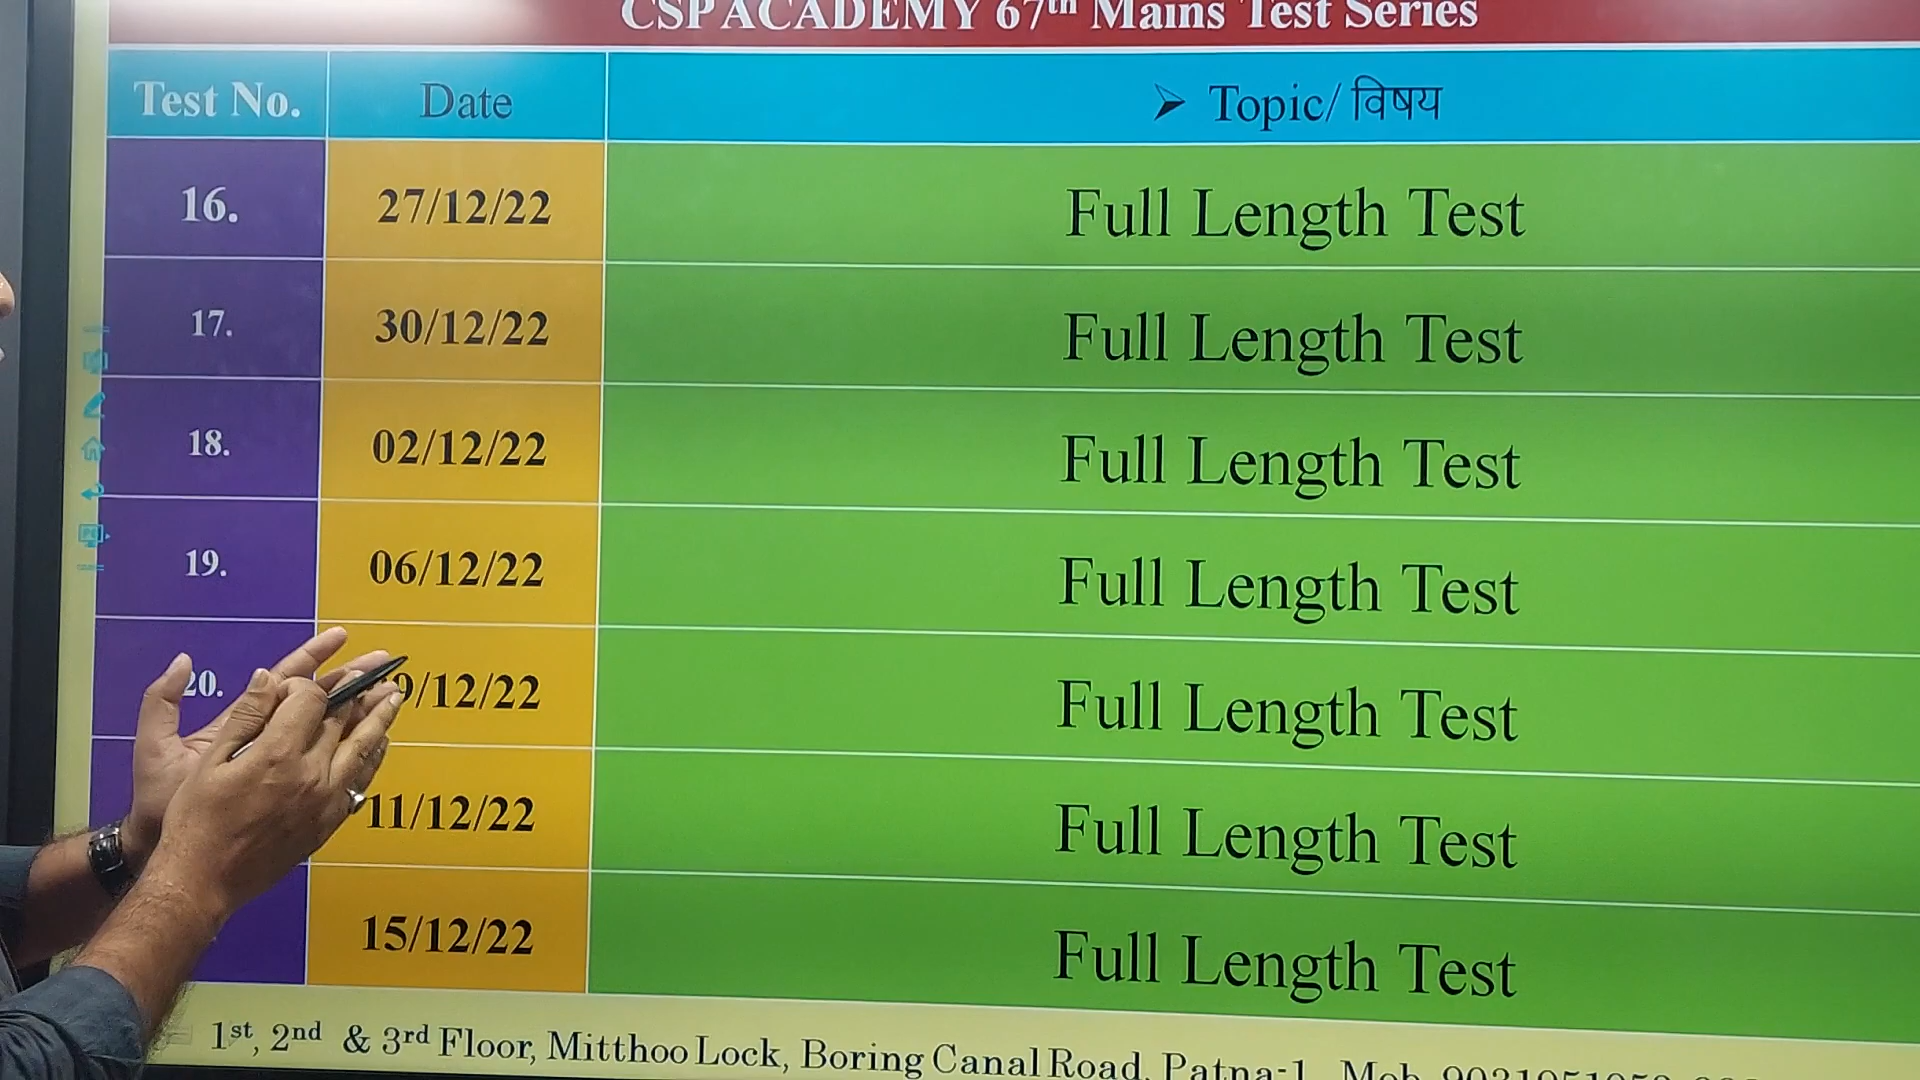 CSP ACADEMY 67th Mains Test Series
Test No. Date ➢ Topic/ विषय
16. 27/12/22 Full Length Test
17. 30/12/22 Full Length Test
18. 02/12/22 Full Length Test
19. 06/12/22 Full Length Test
20. 9/12/22 Full Length Test
11/12/22 Full Length Test
15/12/22 Full Length Test
1st, 2nd & 3rd Floor, Mitthoo Lock, Boring Canal Road, Patna-1, Mob.